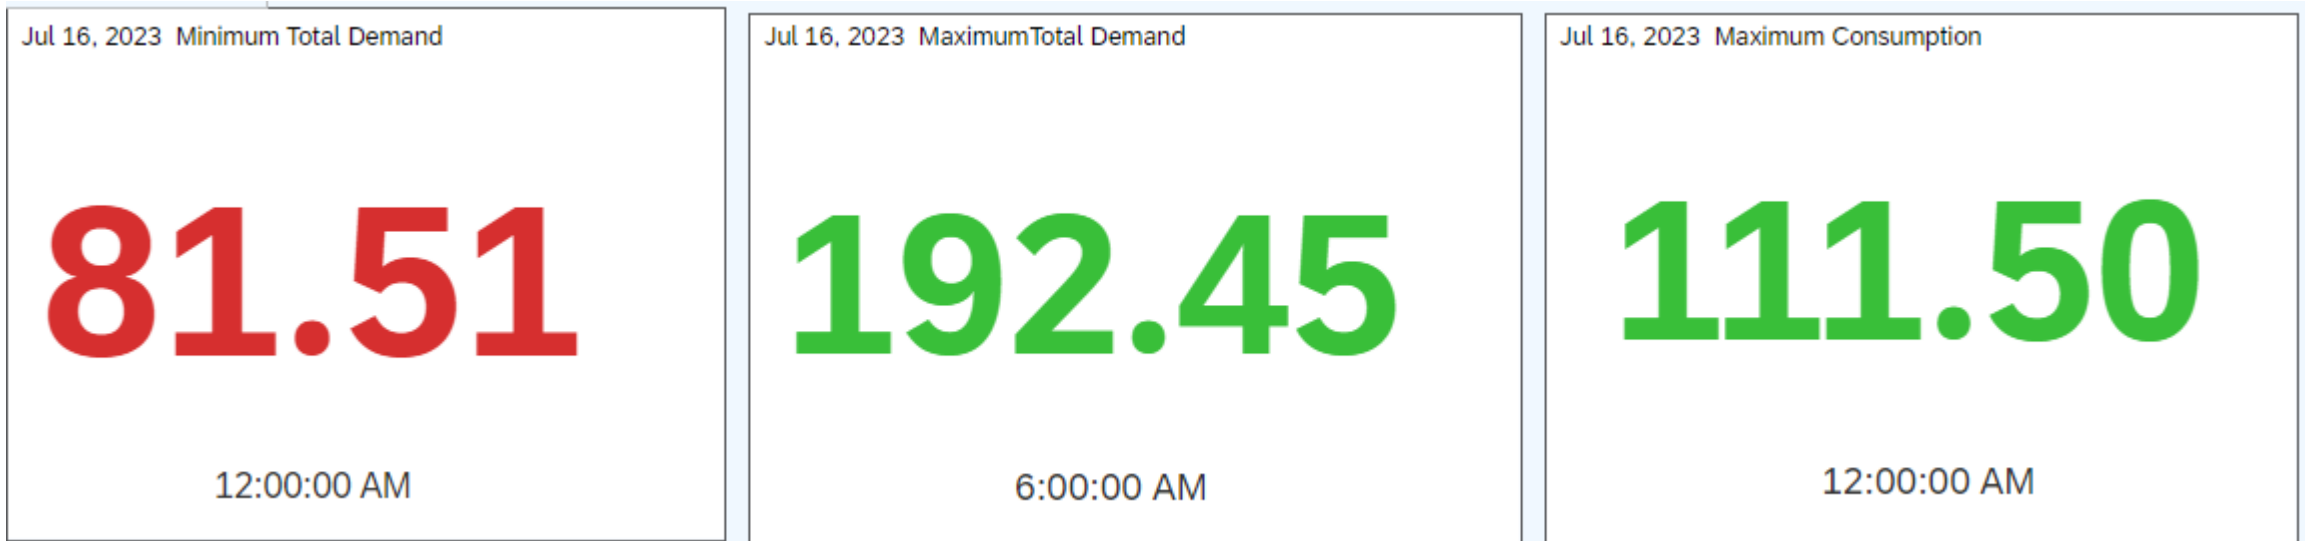 Jul 16, 2023 Minimum Total Demand
81.51
12:00:00 AM
Jul 16, 2023 MaximumTotal Demand
192.45
6:00:00 AM
Jul 16, 2023 Maximum Consumption
111.50
12:00:00 AM